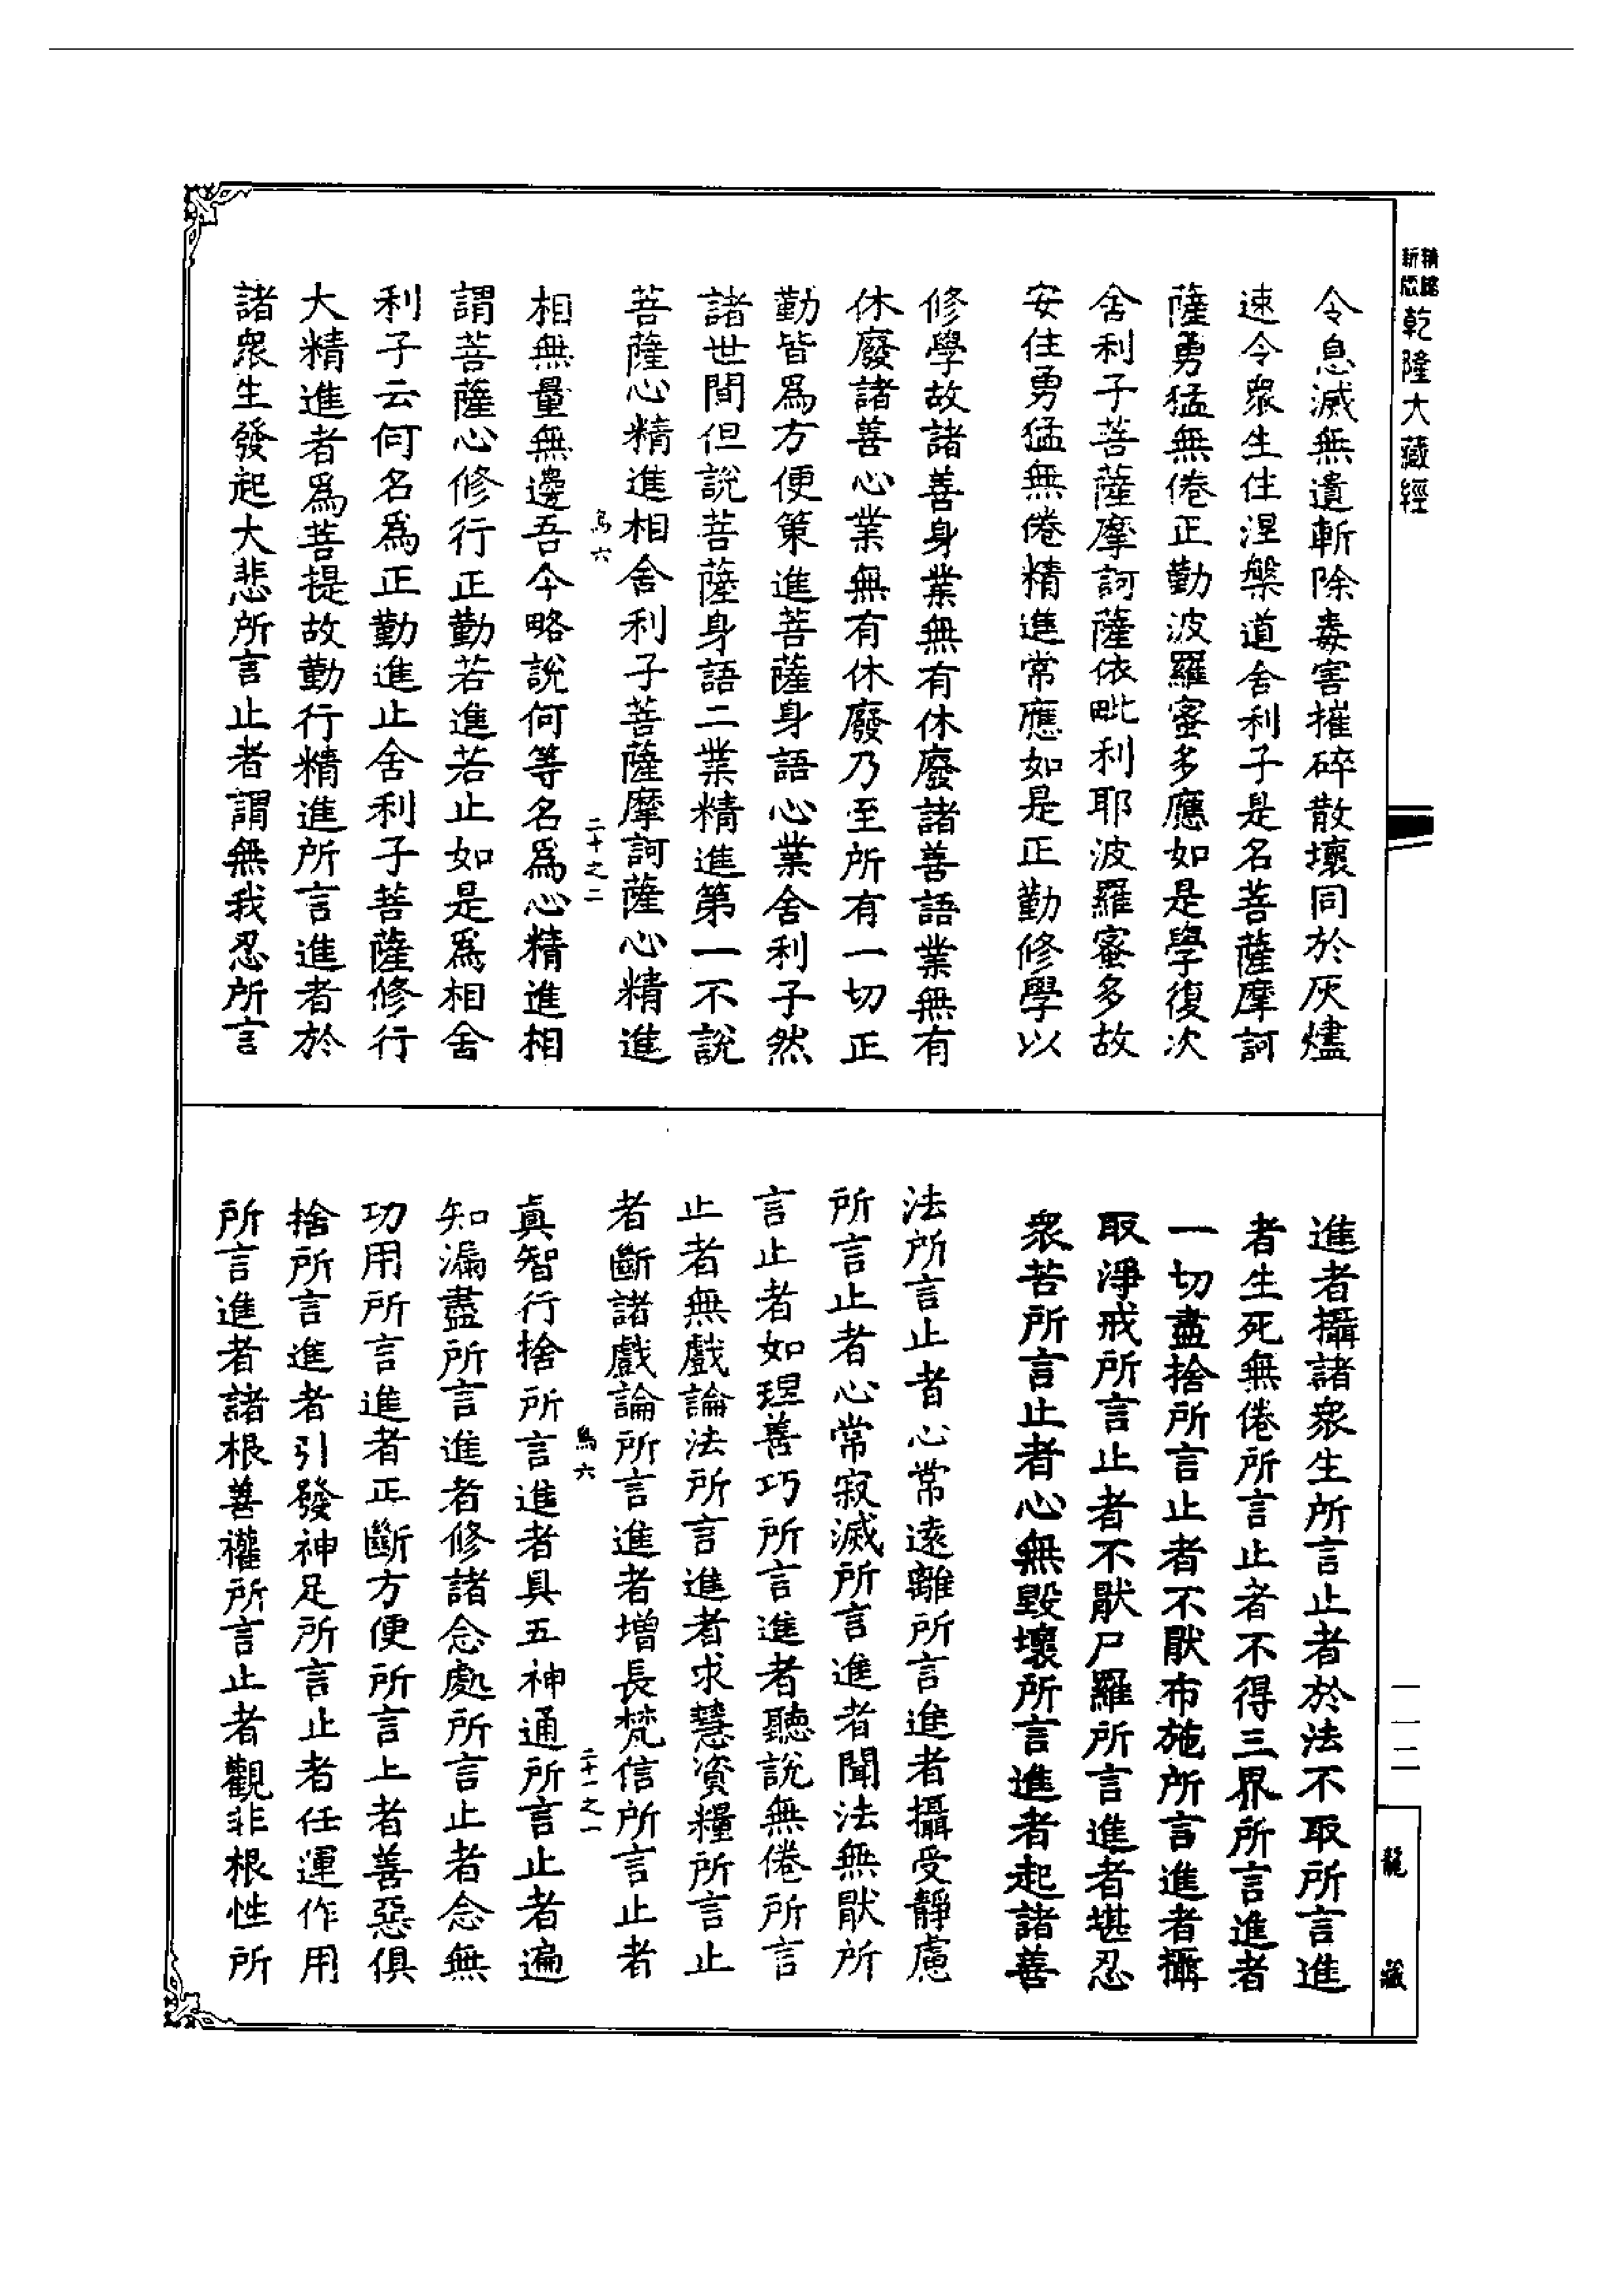 精縮新版乾隆大藏經
令息滅無遺斬除毒害摧碎散壞同於灰燼
速令眾生住涅槃道舍利子是名菩薩摩訶
薩勇猛無倦正勤波羅蜜多應如是學復次
舍利子菩薩摩訶薩依毗利耶波羅蜜多故
安住勇猛無倦精進常應如是正勤修學以
修學故諸善身業無有休廢諸善語業無有
休廢諸善心業無有休廢乃至所有一切正
勤皆為方便策進菩薩身語心業舍利子然
諸世間但說菩薩身語二業精進第一不說
菩薩心精進相舍利子菩薩摩訶薩心精進
烏六 二十之二
相無量無邊吾今略說何等名為心精進相
謂菩薩心修行正勤若進若止如是為相舍
利子云何名為正勤進止舍利子菩薩修行
大精進者為菩提故勤行精進所言進者於
諸眾生發起大悲所言止者謂無我忍所言
進者攝諸眾生所言止者於法不取所言進
者生死無倦所言止者不得三界所言進者
一切盡捨所言止者不猒布施所言進者攝
取淨戒所言止者不猒尸羅所言進者堪忍
眾苦所言止者心無毀壞所言進者起諸善
法所言止者心常遠離所言進者攝受靜慮
所言止者心常寂滅所言進者聞法無猒所
言止者如理善巧所言進者聽說無倦所言
止者無戲論法所言進者求慧資糧所言止
者斷諸戲論所言進者增長梵信所言止者
烏六 二十一之一
真智行捨所言進者具五神通所言止者遍
知漏盡所言進者修諸念處所言止者念無
功用所言進者正斷方便所言止者善惡俱
捨所言進者引發神足所言止者任運作用
所言進者諸根善權所言止者觀非根性所
一一二
龍藏